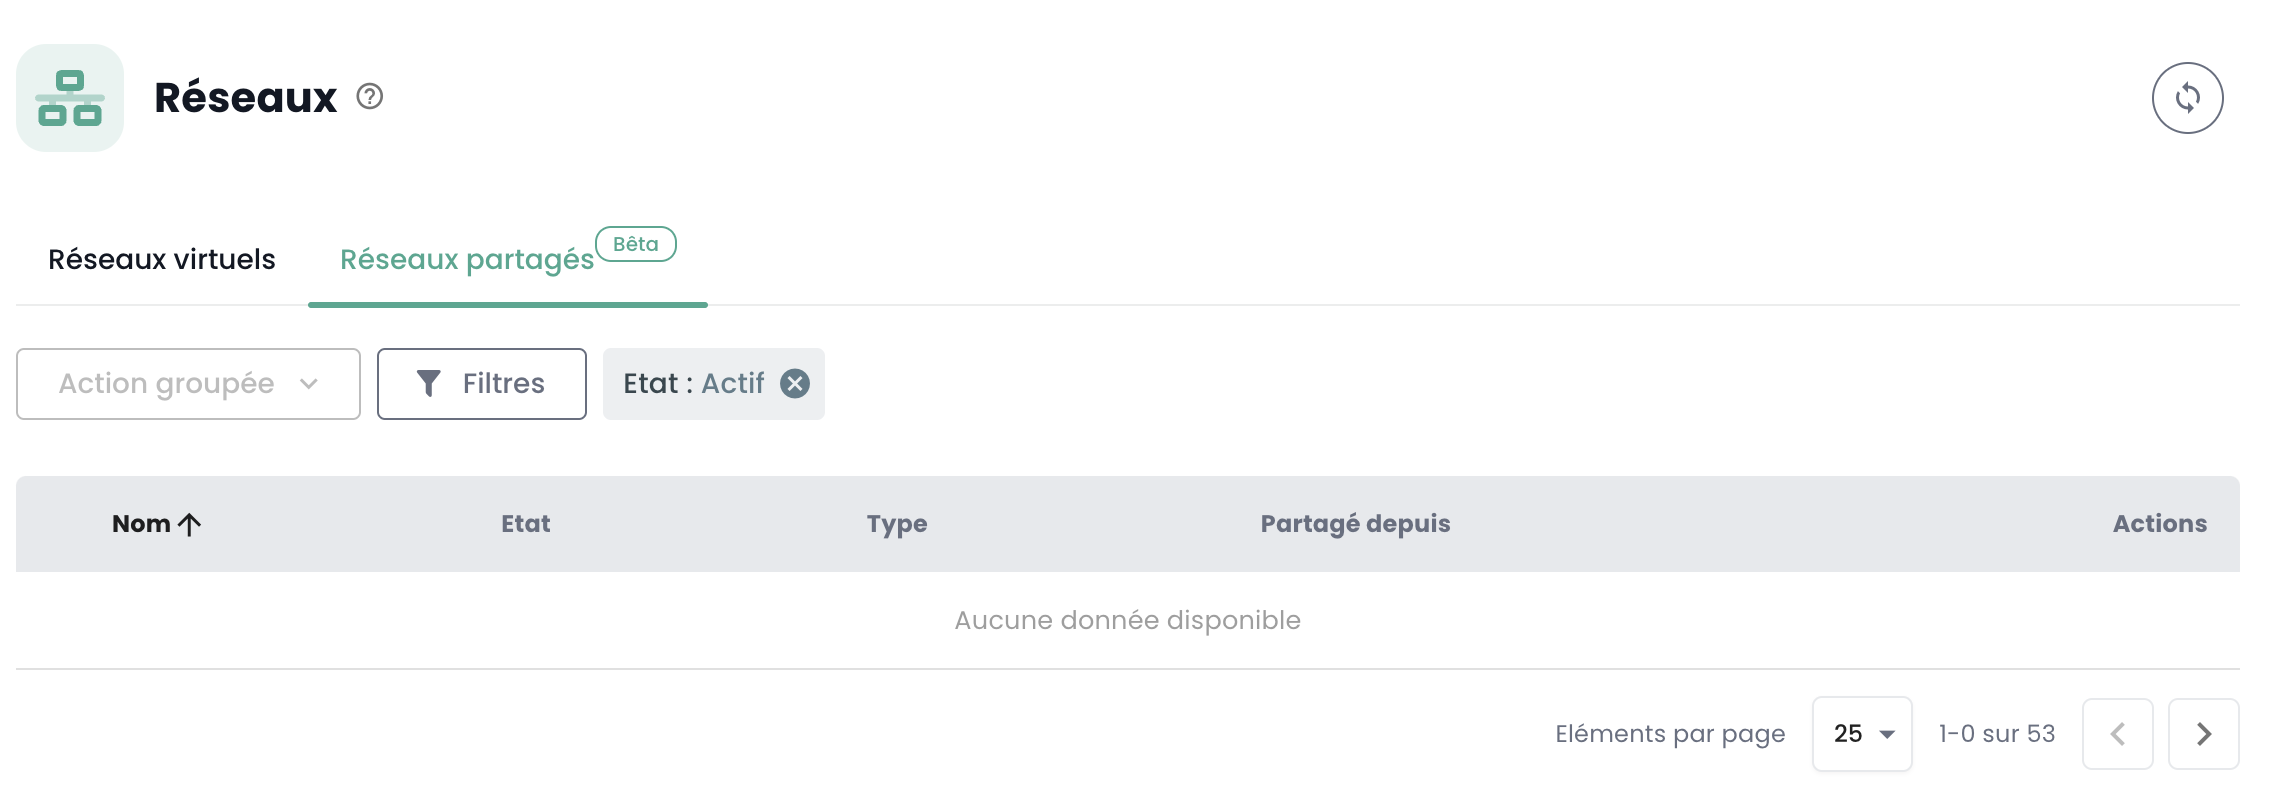 Réseaux
Réseaux virtuels
Réseaux partagés Bêta
Action groupée Filtres Etat : Actif
Nom Etat Type Partagé depuis Actions
Aucune donnée disponible
Eléments par page 25 1-0 sur 53